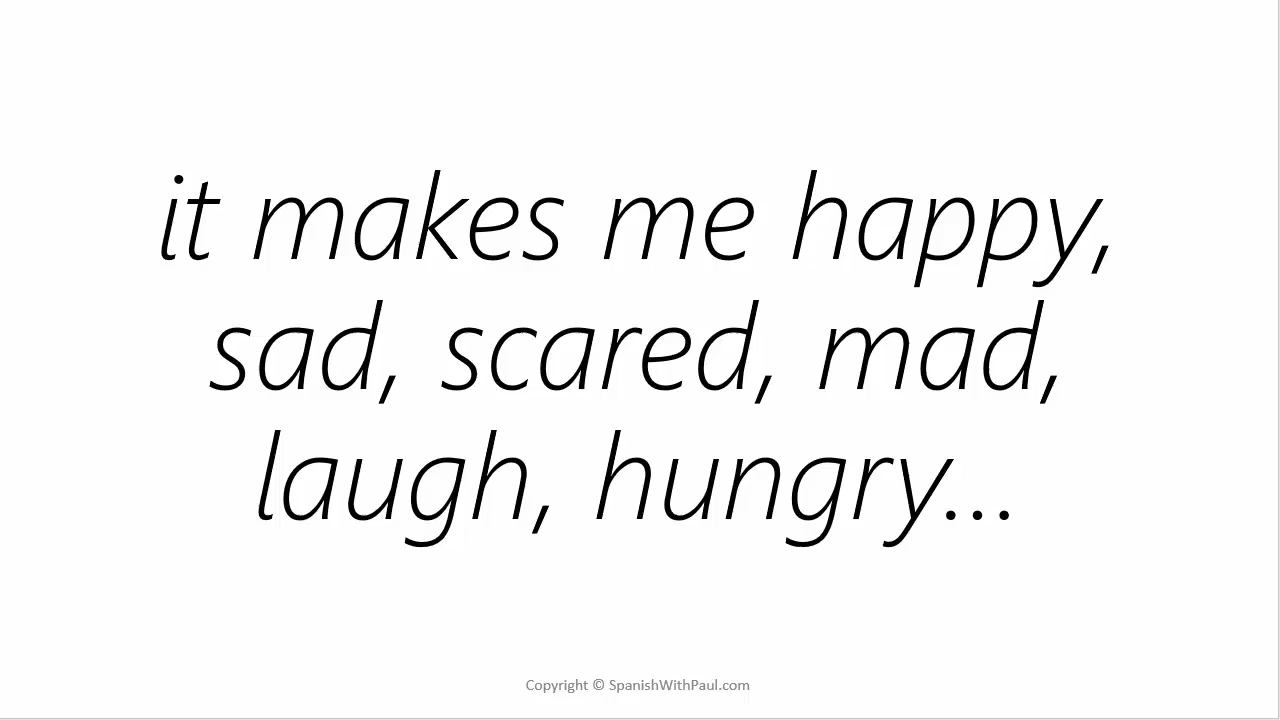 it makes me happy,
sad, scared, mad,
laugh, hungry...
Copyright © SpanishWithPaul.com